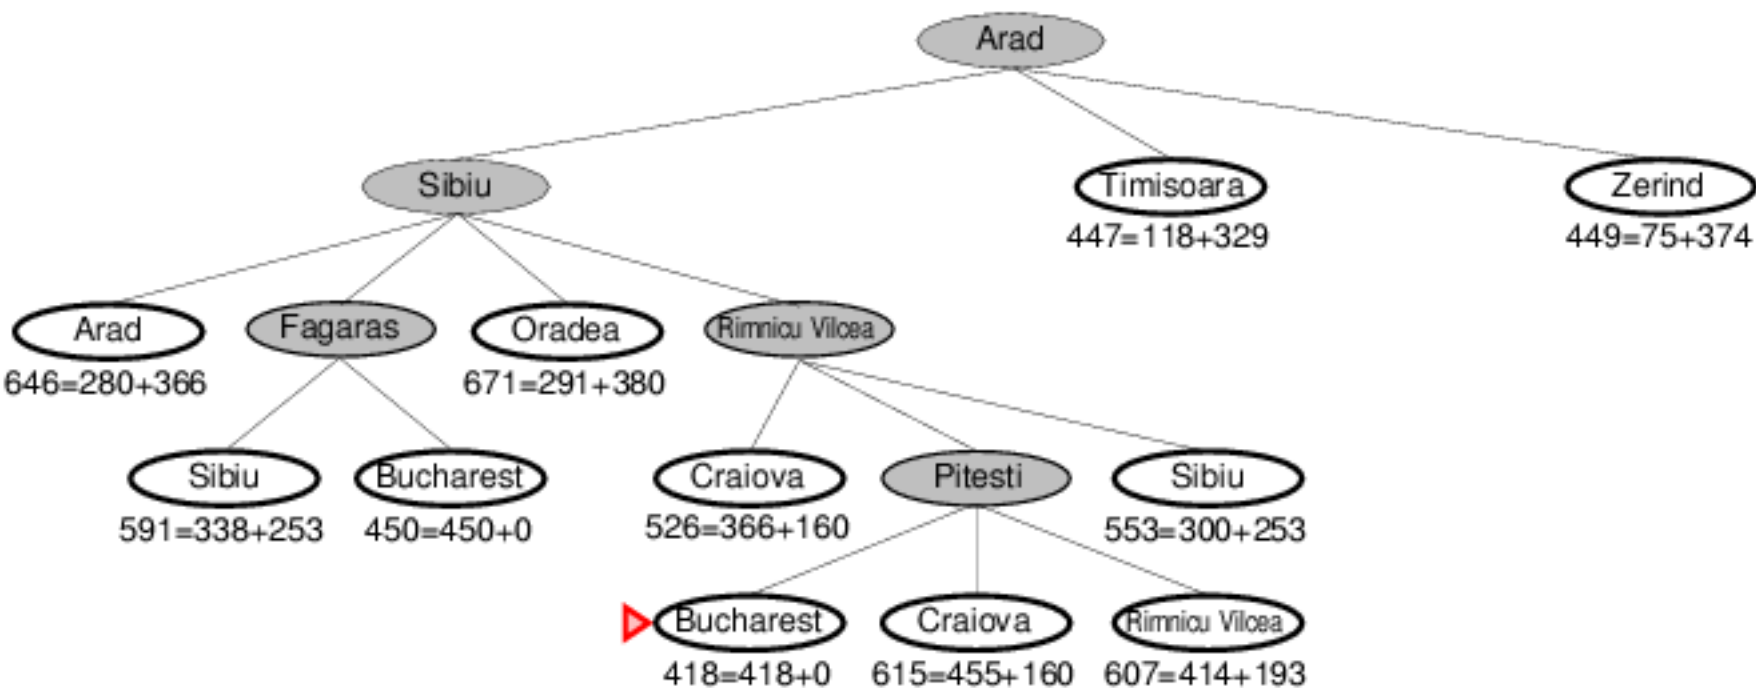 Arad
Sibiu
Timisoara
Zerind
447=118+329
449=75+374
Arad
Fagaras
Oradea
Rimnicu Vilcea
646=280+366
671=291+380
Sibiu
Bucharest
Craiova
Pitesti
Sibiu
591=338+253
450=450+0
526=366+160
553=300+253
Bucharest
Craiova
Rimnicu Vilcea
418=418+0
615=455+160
607=414+193